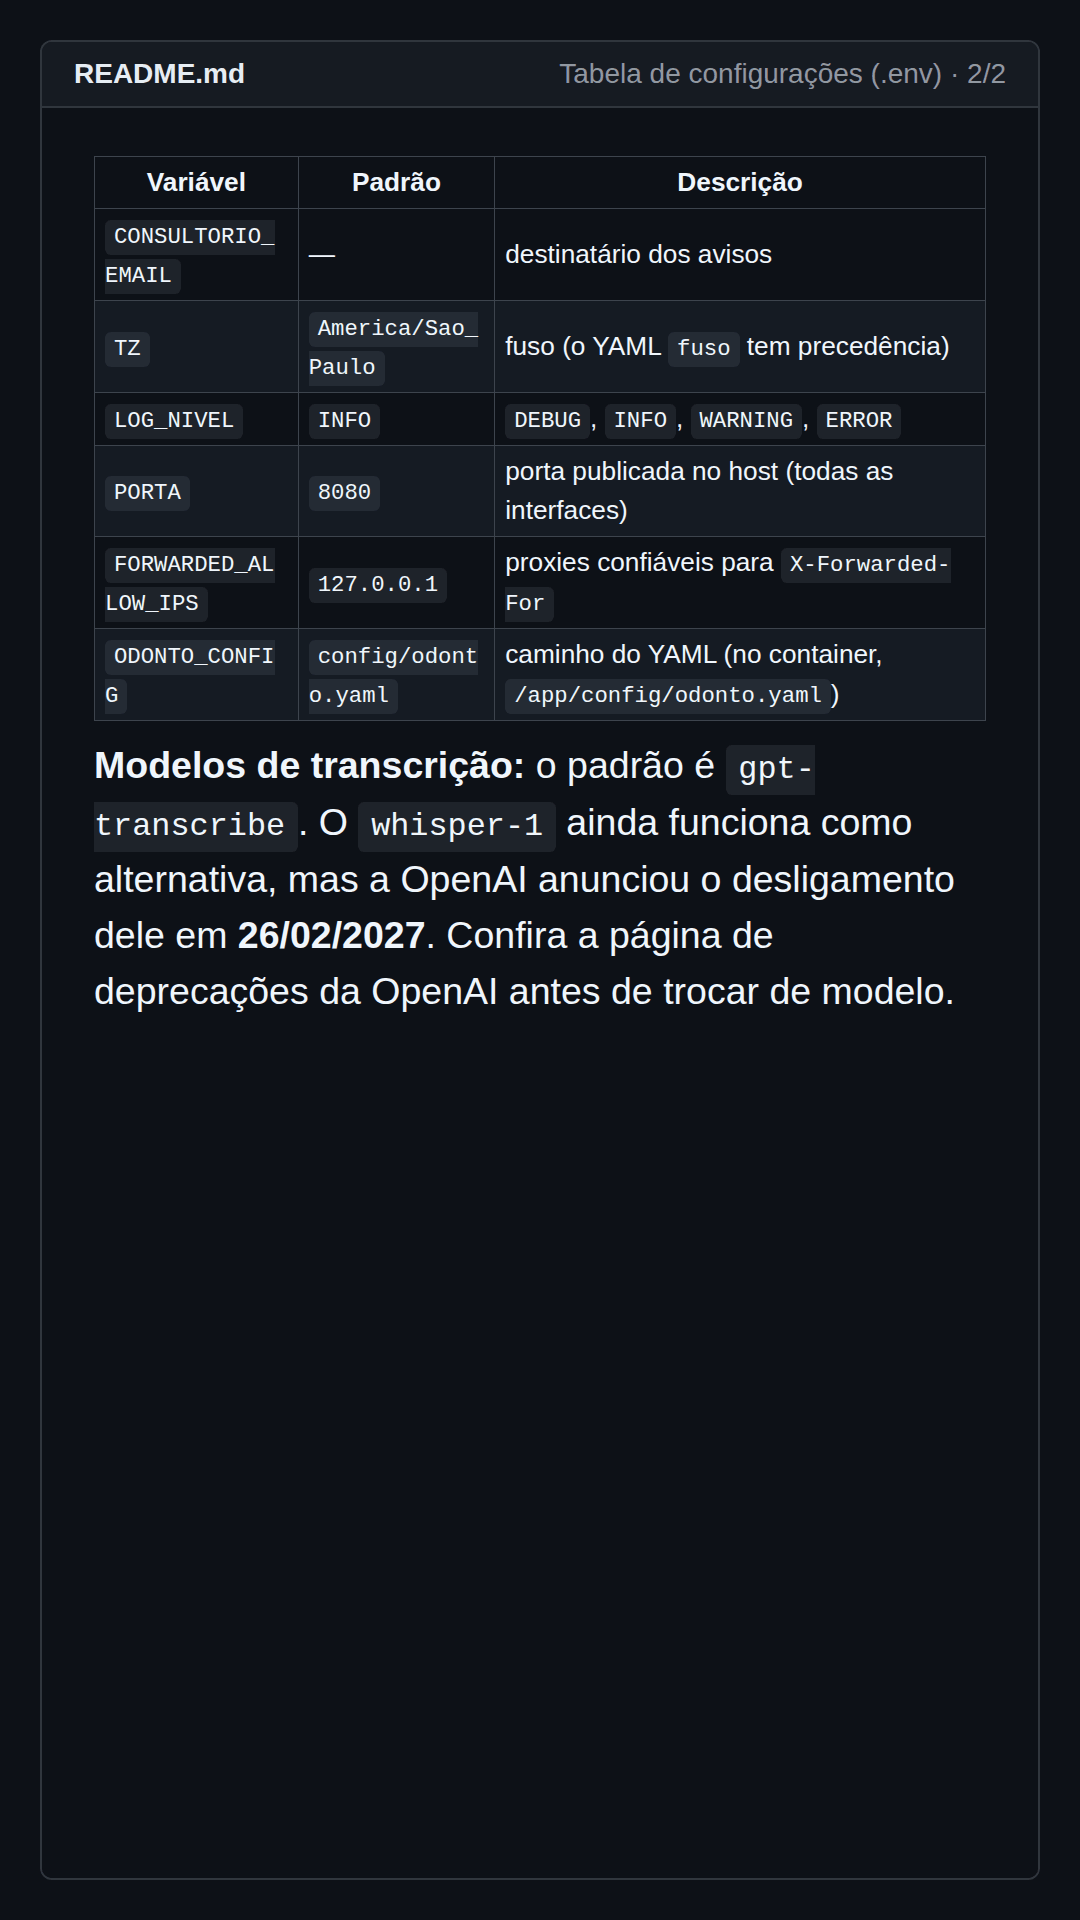 README.md
Tabela de configurações (.env) · 2/2
Variável Padrão Descrição
CONSULTORIO_
EMAIL
—
destinatário dos avisos
TZ
America/Sao_
Paulo
fuso (o YAML fuso tem precedência)
LOG_NIVEL
INFO
DEBUG, INFO, WARNING, ERROR
PORTA
8080
porta publicada no host (todas as
interfaces)
FORWARDED_AL
LOW_IPS
127.0.0.1
proxies confiáveis para X-Forwarded-
For
ODONTO_CONFI
G
config/odont
o.yaml
caminho do YAML (no container,
/app/config/odonto.yaml)
Modelos de transcrição: o padrão é gpt-
transcribe. O whisper-1 ainda funciona como
alternativa, mas a OpenAI anunciou o desligamento
dele em 26/02/2027. Confira a página de
deprecações da OpenAI antes de trocar de modelo.